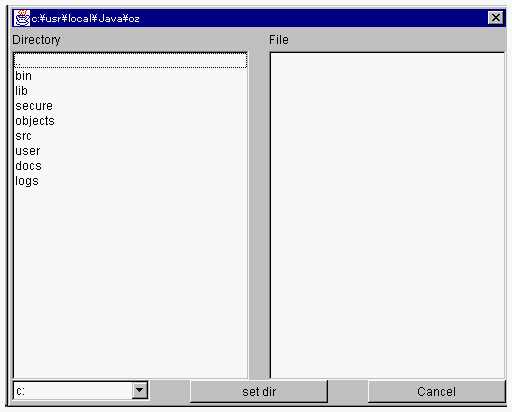 c:¥usr¥local¥Java¥oz
Directory
File
..
bin
lib
secure
objects
src
user
docs
logs
c:
set dir
Cancel